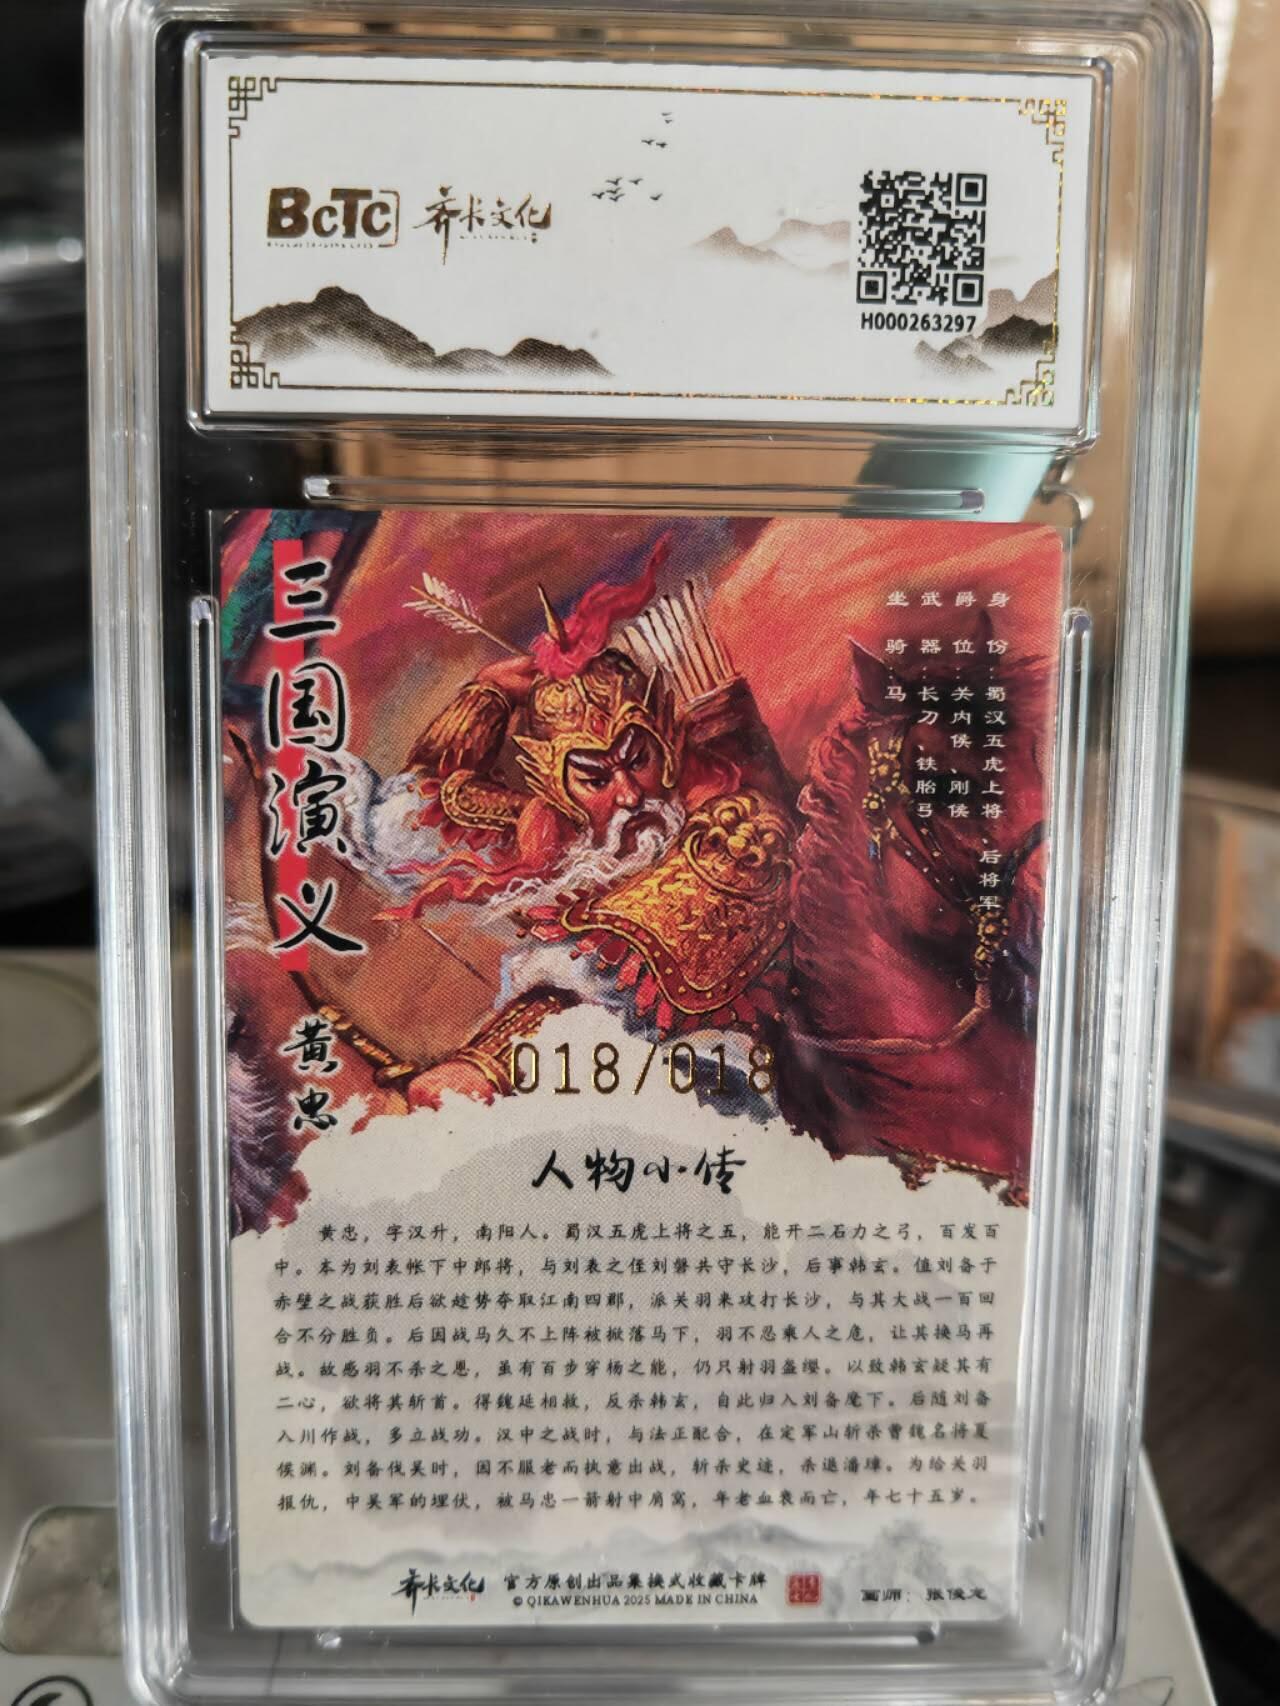 BCTC 齐卡文化
H000263297
三国演义
黄忠
身份：蜀汉五虎上将、后将军
爵位：关内侯、刚侯
武器：长刀、铁胎弓
坐骑：马
018/018
人物小传
黄忠，字汉升，南阳人。蜀汉五虎上将之五，能开二石力之弓，百发百
中。本为刘表帐下中郎将，与刘表之侄刘磐共守长沙，后事韩玄。值刘备于
赤壁之战获胜后欲趁势夺取江南四郡，派关羽来攻打长沙，与其大战一百回
合不分胜负。后因战马久不上阵被掀落马下，羽不忍乘人之危，让其换马再
战。故感羽不杀之恩，虽有百步穿杨之能，仍只射羽盔缨。以致韩玄疑其有
二心，欲将其斩首。得魏延相救，反杀韩玄，自此归入刘备麾下。后随刘备
入川作战，多立战功。汉中之战时，与法正配合，在定军山斩杀曹魏名将夏
侯渊。刘备伐吴时，因不服老而执意出战，斩杀史迹，杀退潘璋。为给关羽
报仇，中吴军的埋伏，被马忠一箭射中肩窝，年老血衰而亡，年七十五岁。
齐卡文化 官方原创出品集换式收藏卡牌
© QIKAWENHUA 2025 MADE IN CHINA
画师：张俊龙